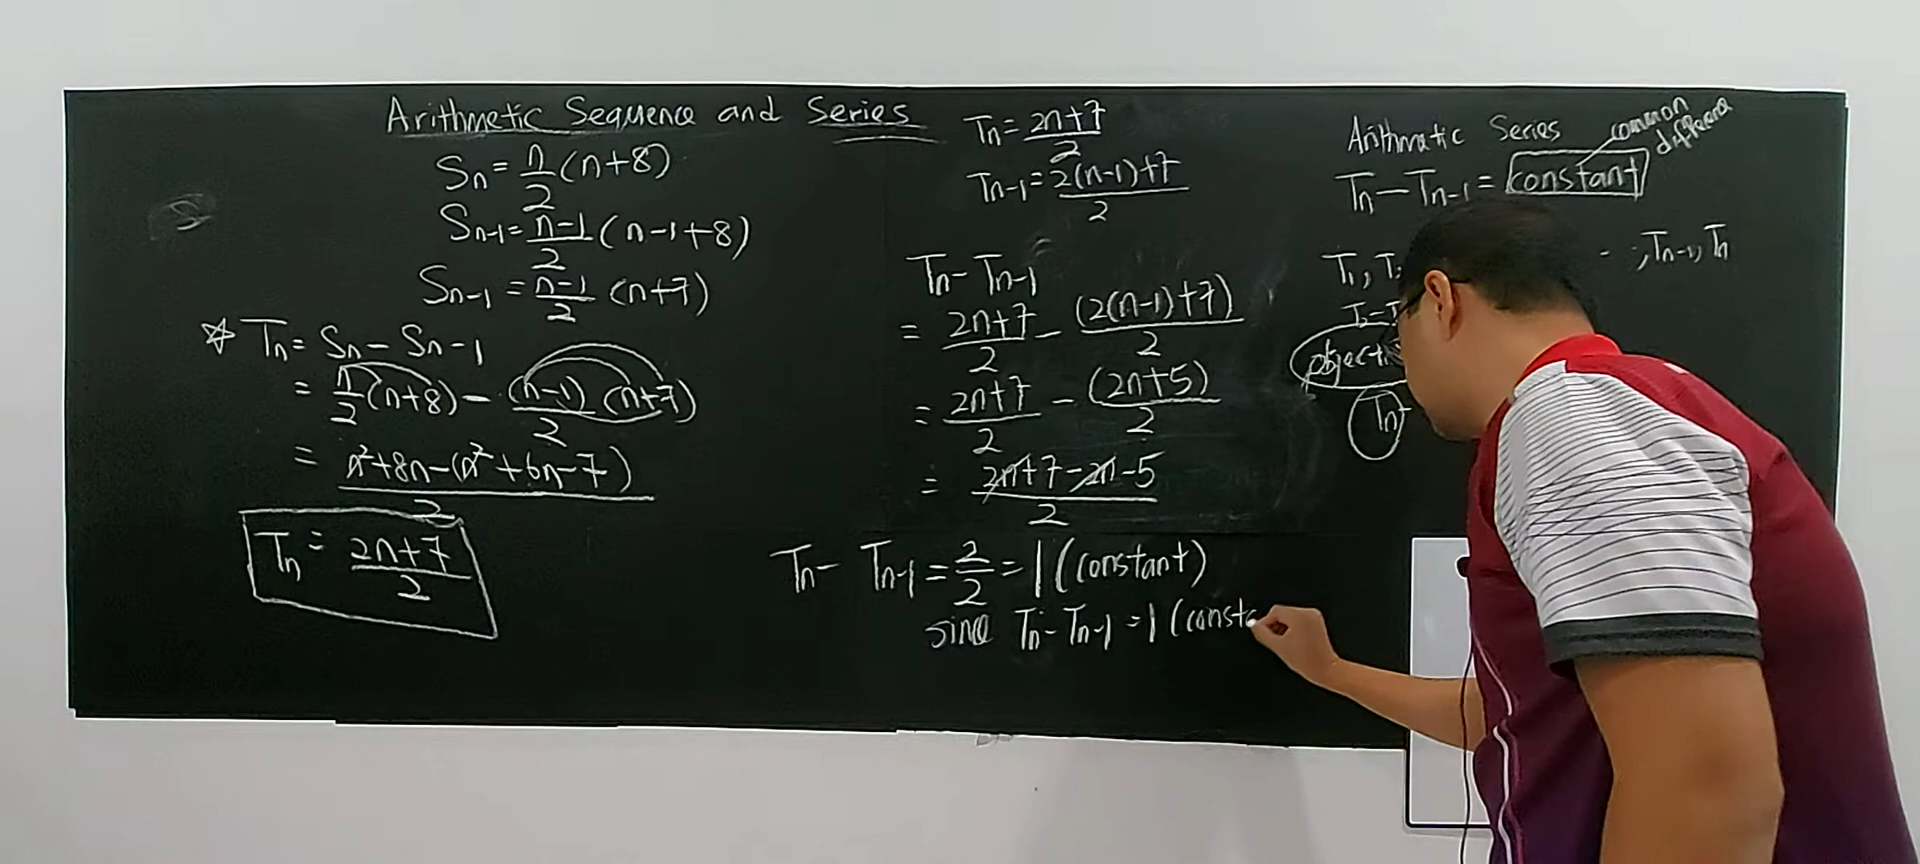 Arithmetic Sequence and Series
Sn = n/2 (n+8)
Sn-1 = n-1/2 (n-1+8)
Sn-1 = n-1/2 (n+7)
☆ Tn = Sn - Sn-1
= n/2 (n+8) - (n-1)(n+7)/2
= n²+8n-(n²+6n-7)/2
Tn = 2n+7/2
Tn = 2n+7/2
Tn-1 = 2(n-1)+7/2
Tn - Tn-1
= 2n+7/2 - (2(n-1)+7)/2
= 2n+7/2 - (2n+5)/2
= 2n+7-2n-5/2
Tn - Tn-1 = 2/2 = 1 (constant)
since Tn - Tn-1 = 1 (consta
Arithmatic Series
common
Tn - Tn-1 = constant
T1, T2 - ; Tn-1, Tn
T2-T
Tn-